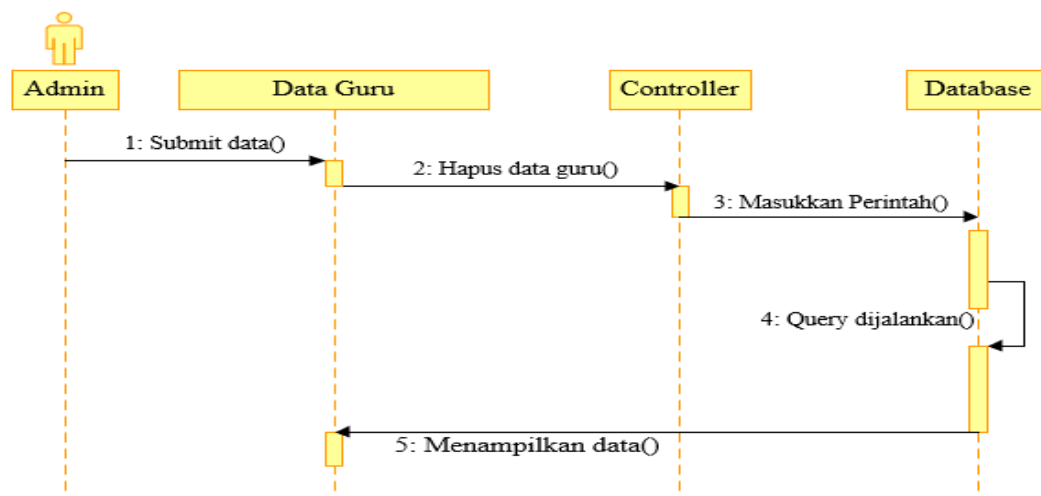 Admin
Data Guru
Controller
Database
1: Submit data()
2: Hapus data guru()
3: Masukkan Perintah()
4: Query dijalankan()
5: Menampilkan data()